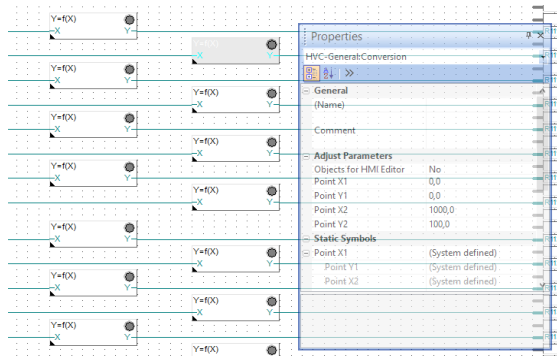 Y=f(X)
X Y
X Y
Y=f(X)
X Y
Y=f(X)
X Y
Y=f(X)
X Y
Y=f(X)
X Y
Y=f(X)
X Y
Y=f(X)
X Y
Y=f(X)
X Y
Y=f(X)
X Y
Y=f(X)
X Y
Y=f(X)
X Y
Y=f(X)
X Y
Y=f(X)
Properties
HVC-General:Conversion
General
(Name)
Comment
Adjust Parameters
Objects for HMI Editor No
Point X1 0,0
Point Y1 0,0
Point X2 1000,0
Point Y2 100,0
Static Symbols
Point X1 (System defined)
Point Y1 (System defined)
Point X2 (System defined)